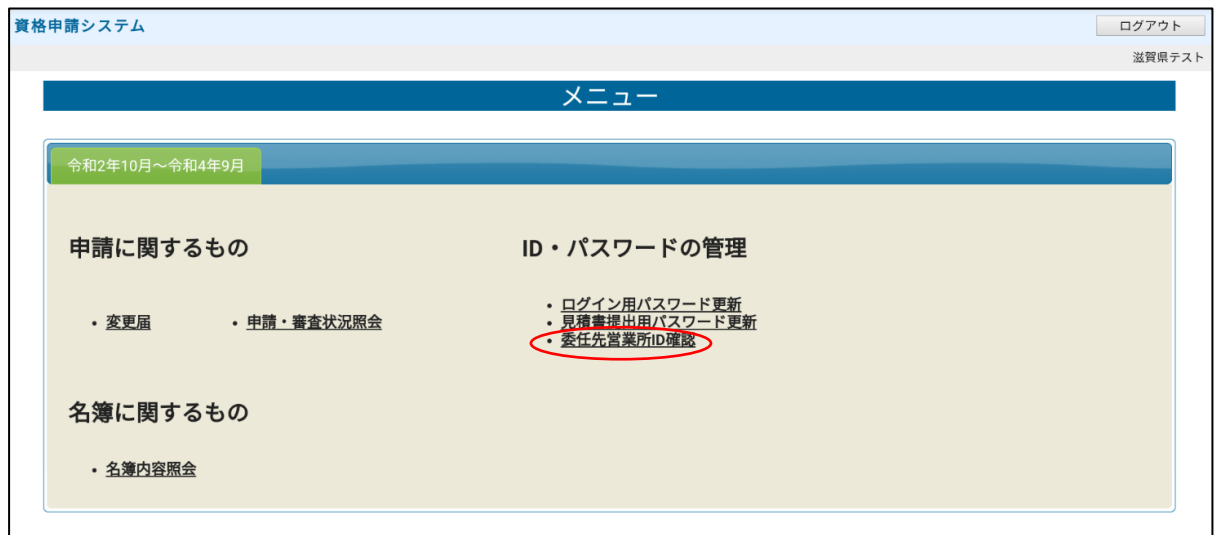 資格申請システム
ログアウト
滋賀県テスト
メニュー
令和2年10月～令和4年9月
申請に関するもの
・変更届
・申請・審査状況照会
ID・パスワードの管理
・ログイン用パスワード更新
・見積書提出用パスワード更新
・委任先営業所ID確認
名簿に関するもの
・名簿内容照会